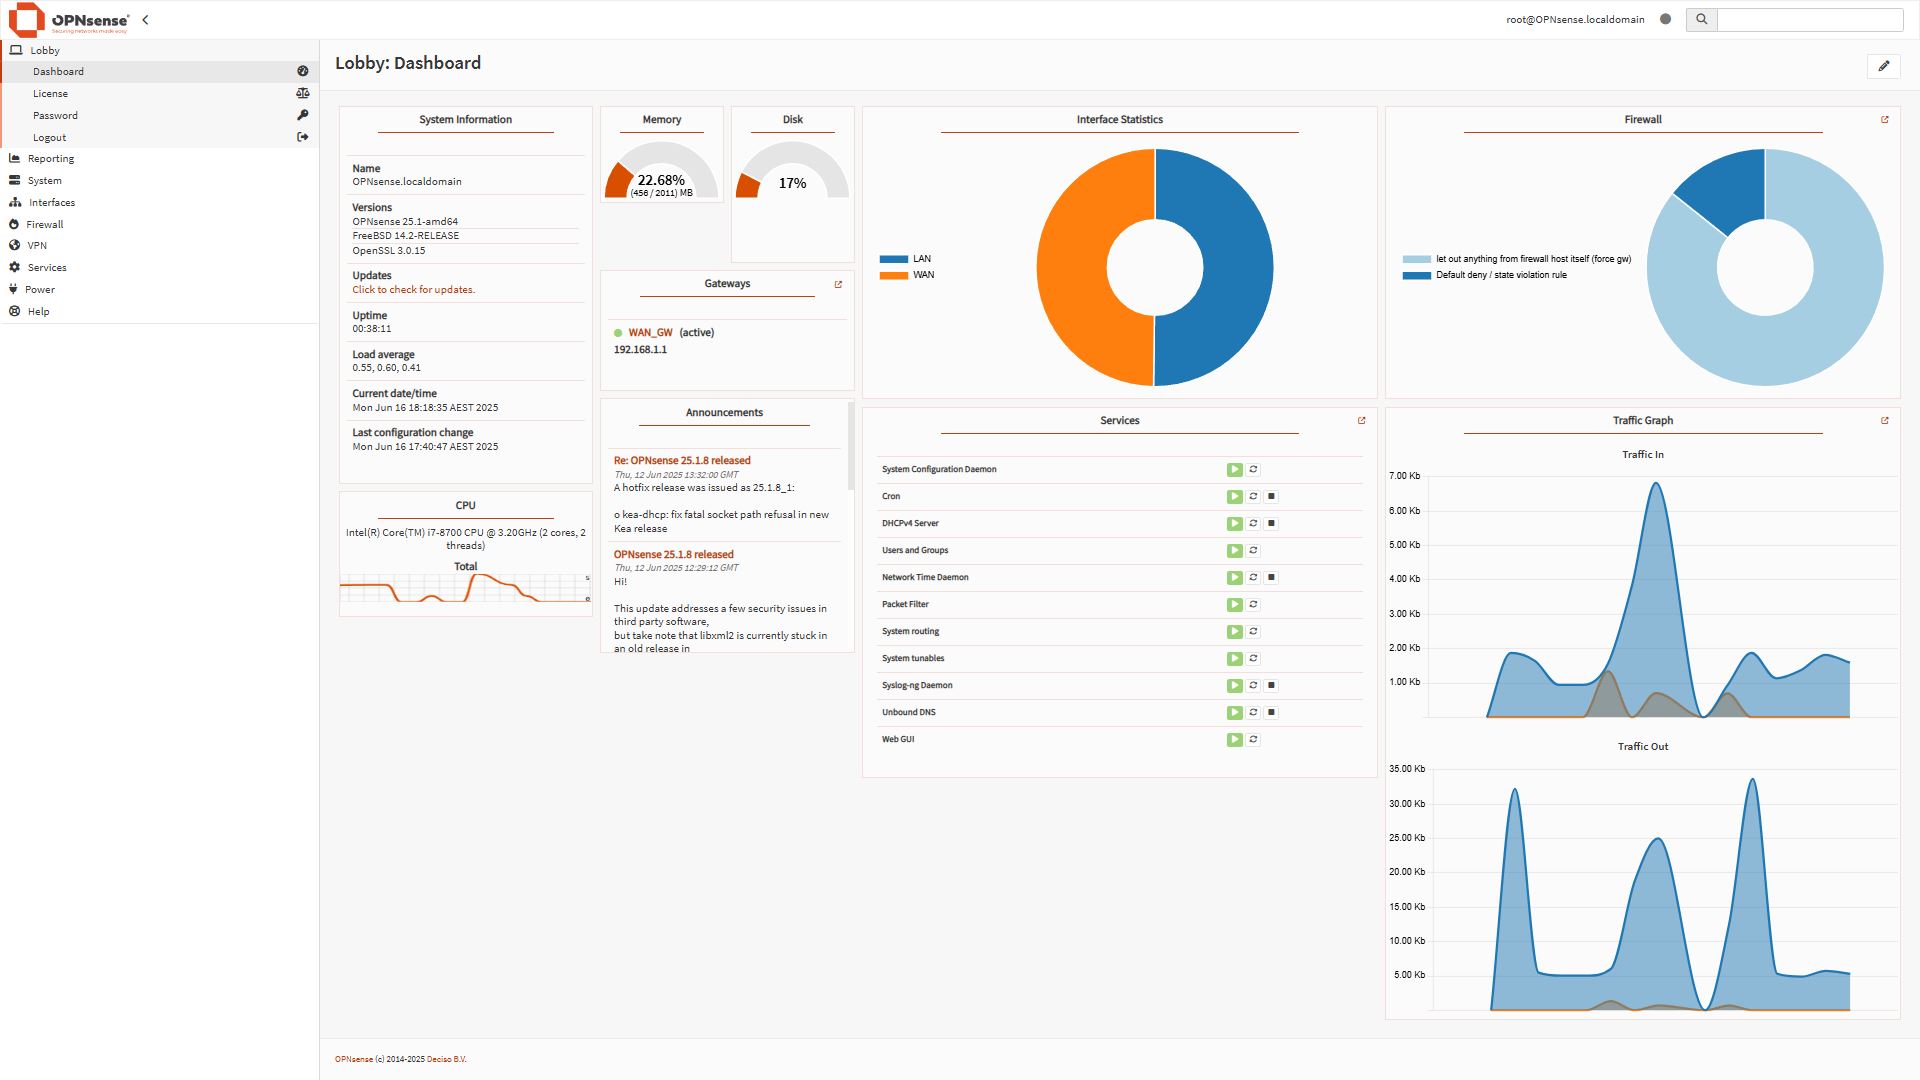 OPNsense
Securing networks made easy
root@OPNsense.localdomain
Lobby
Dashboard
License
Password
Logout
Reporting
System
Interfaces
Firewall
VPN
Services
Power
Help
Lobby: Dashboard
System Information
Name
OPNsense.localdomain
Versions
OPNsense 25.1-amd64
FreeBSD 14.2-RELEASE
OpenSSL 3.0.15
Updates
Click to check for updates.
Uptime
00:38:11
Load average
0.55, 0.60, 0.41
Current date/time
Mon Jun 16 18:18:35 AEST 2025
Last configuration change
Mon Jun 16 17:40:47 AEST 2025
CPU
Intel(R) Core(TM) i7-8700 CPU @ 3.20GHz (2 cores, 2
threads)
Total
Memory
22.68%
(456 / 2011) MB
Disk
17%
Gateways
WAN_GW (active)
192.168.1.1
Announcements
Re: OPNsense 25.1.8 released
Thu, 12 Jun 2025 13:32:00 GMT
A hotfix release was issued as 25.1.8_1:
o kea-dhcp: fix fatal socket path refusal in new
Kea release
OPNsense 25.1.8 released
Thu, 12 Jun 2025 12:29:12 GMT
Hi!
This update addresses a few security issues in
third party software,
but take note that libxml2 is currently stuck in
an old release in
Interface Statistics
LAN
WAN
Services
System Configuration Daemon
Cron
DHCPv4 Server
Users and Groups
Network Time Daemon
Packet Filter
System routing
System tunables
Syslog-ng Daemon
Unbound DNS
Web GUI
Firewall
let out anything from firewall host itself (force gw)
Default deny / state violation rule
Traffic Graph
Traffic In
7.00 Kb
6.00 Kb
5.00 Kb
4.00 Kb
3.00 Kb
2.00 Kb
1.00 Kb
Traffic Out
35.00 Kb
30.00 Kb
25.00 Kb
20.00 Kb
15.00 Kb
10.00 Kb
5.00 Kb
OPNsense (c) 2014-2025 Deciso B.V.